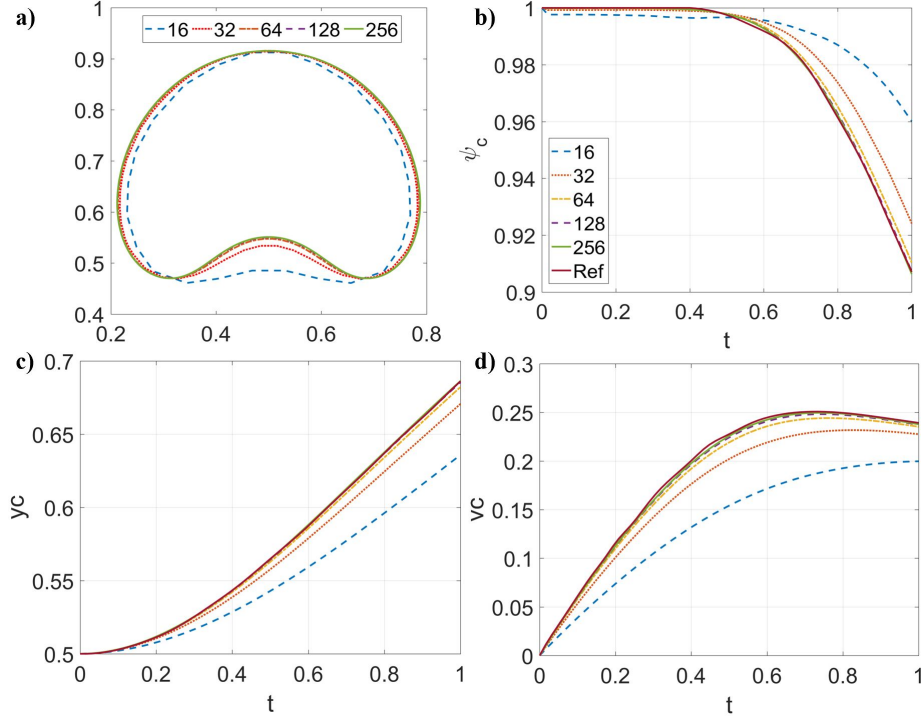 a)
16 32 64 128 256
1
0.9
0.8
0.7
0.6
0.5
0.4
0.2 0.4 0.6 0.8
b)
1
0.98
0.96
0.94
0.92
0.9
ψc
16
32
64
128
256
Ref
0 0.2 0.4 0.6 0.8 1
t
c)
0.7
0.65
0.6
0.55
0.5
yc
0 0.2 0.4 0.6 0.8 1
t
d)
0.3
0.25
0.2
0.15
0.1
0.05
0
vc
0 0.2 0.4 0.6 0.8 1
t